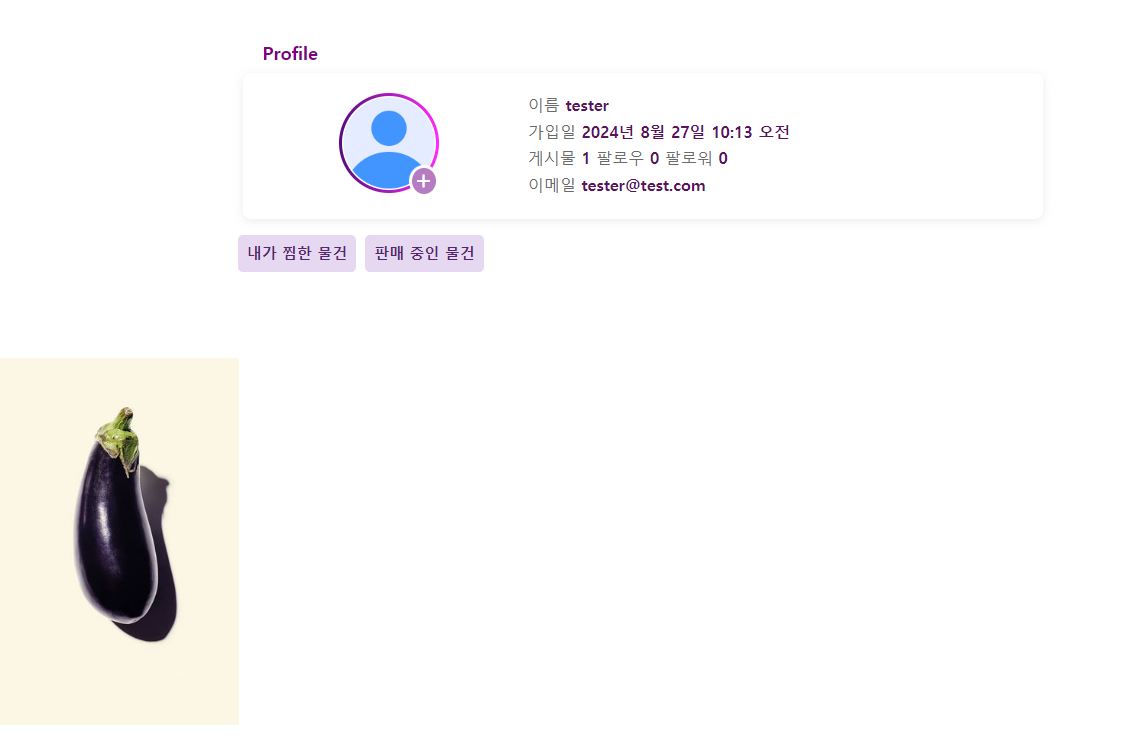 Profile
이름 tester
가입일 2024년 8월 27일 10:13 오전
게시물 1 팔로우 0 팔로워 0
이메일 tester@test.com
내가 찜한 물건 판매 중인 물건